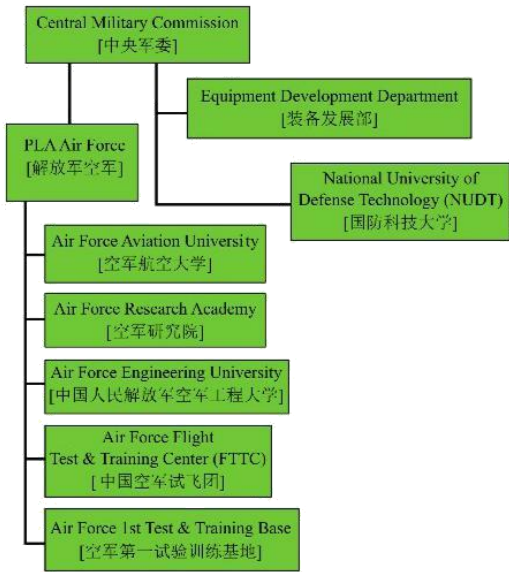 Central Military Commission
[中央军委]
Equipment Development Department
[装备发展部]
PLA Air Force
[解放军空军]
National University of
Defense Technology (NUDT)
[国防科技大学]
Air Force Aviation University
[空军航空大学]
Air Force Research Academy
[空军研究院]
Air Force Engineering University
[中国人民解放军空军工程大学]
Air Force Flight
Test & Training Center (FTTC)
[中国空军试飞团]
Air Force 1st Test & Training Base
[空军第一试验训练基地]